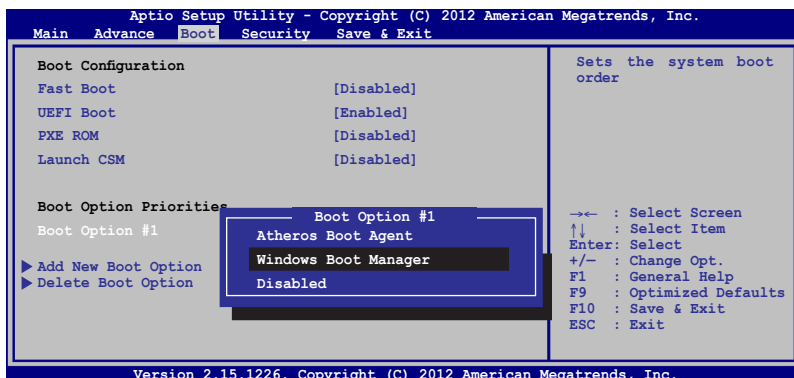 Aptio Setup Utility - Copyright (C) 2012 American Megatrends, Inc.
Main Advance Boot Security Save & Exit
Boot Configuration
Fast Boot [Disabled]
UEFI Boot [Enabled]
PXE ROM [Disabled]
Launch CSM [Disabled]
Boot Option Priorities
Boot Option #1
Add New Boot Option
Delete Boot Option
Boot Option #1
Atheros Boot Agent
Windows Boot Manager
Disabled
Sets the system boot
order
→← : Select Screen
↑↓ : Select Item
Enter: Select
+/— : Change Opt.
F1 : General Help
F9 : Optimized Defaults
F10 : Save & Exit
ESC : Exit
Version 2.15.1226. Copyright (C) 2012 American Megatrends, Inc.